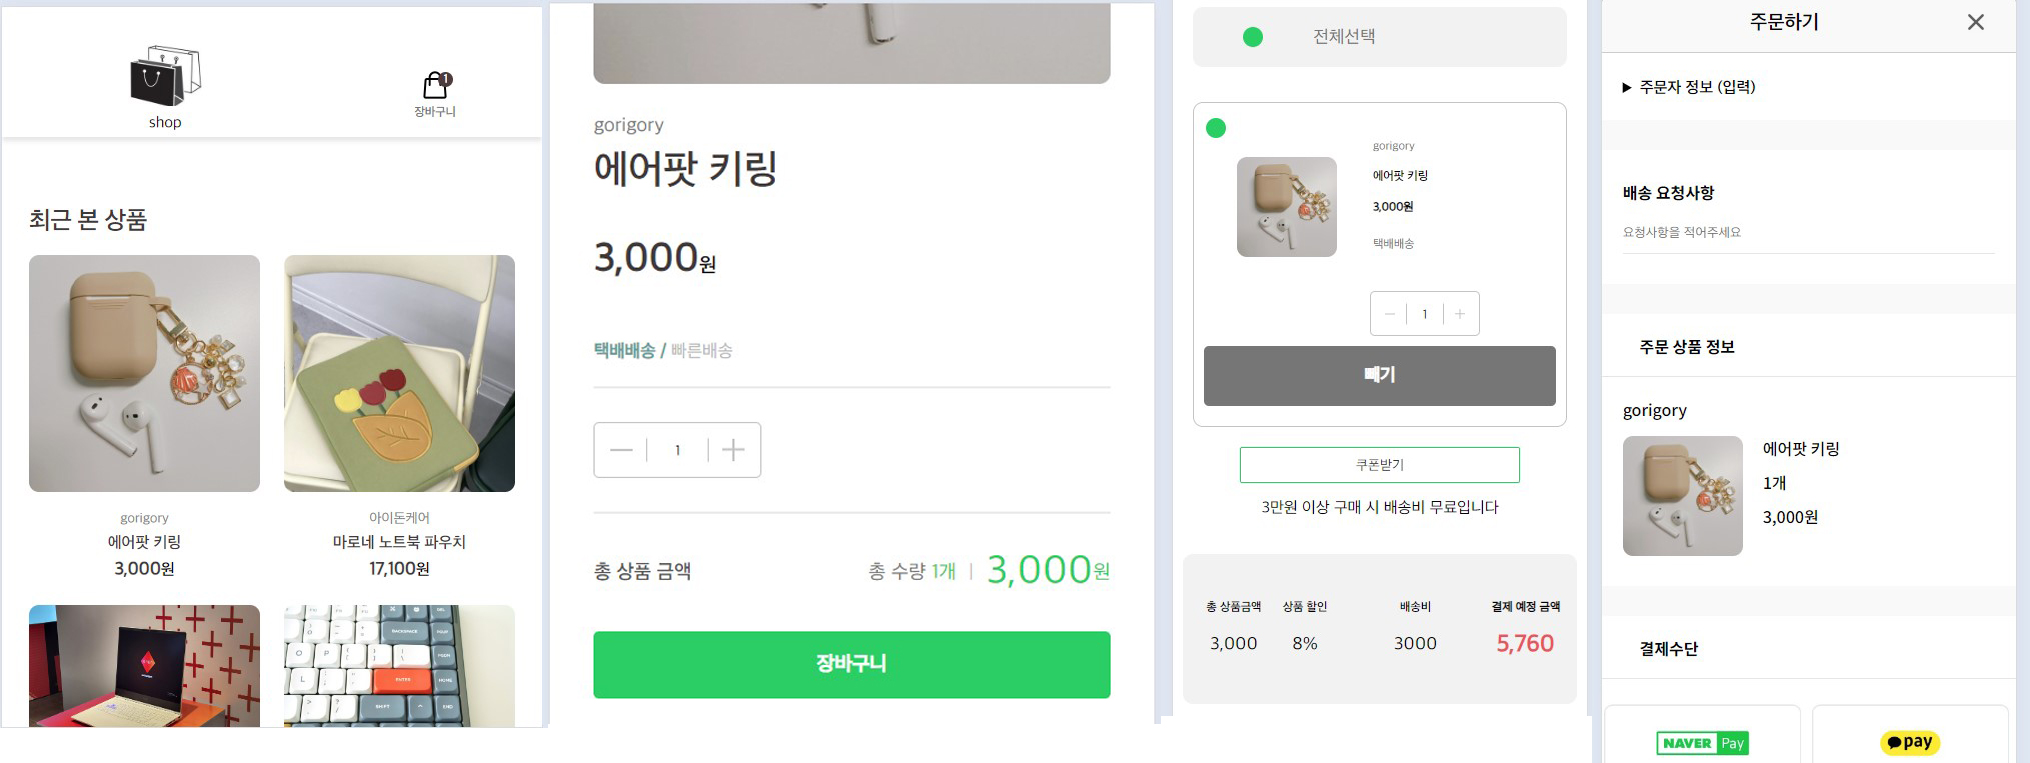 shop
1
장바구니
최근 본 상품
gorigory
에어팟 키링
3,000원
아이돈케어
마로네 노트북 파우치
17,100원
BACKSPACE
ENTER
SHIFT
HOME
END
gorigory
에어팟 키링
3,000원
택배배송 / 빠른배송
1
총 상품 금액 총 수량 1개 | 3,000원
장바구니
전체선택
gorigory
에어팟 키링
3,000원
택배배송
1
빼기
쿠폰받기
3만원 이상 구매 시 배송비 무료입니다
총 상품금액 상품 할인 배송비 결제 예정 금액
3,000 8% 3000 5,760
주문하기
▶ 주문자 정보 (입력)
배송 요청사항
요청사항을 적어주세요
주문 상품 정보
gorigory
에어팟 키링
1개
3,000원
결제수단
NAVER Pay
pay